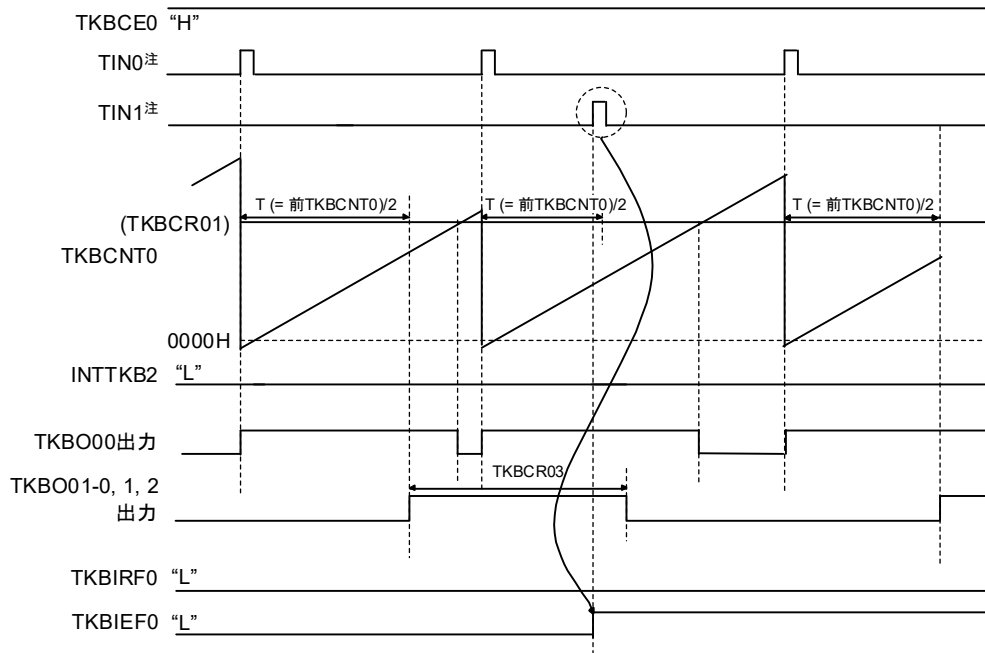 TKBCE0 “H”
TIN0注
TIN1注
T (= 前TKBCNT0)/2
T (= 前TKBCNT0)/2
T (= 前TKBCNT0)/2
(TKBCR01)
TKBCNT0
0000H
INTTKB2 “L”
TKBO00出力
TKBCR03
TKBO01-0, 1, 2
出力
TKBIRF0 “L”
TKBIEF0 “L”